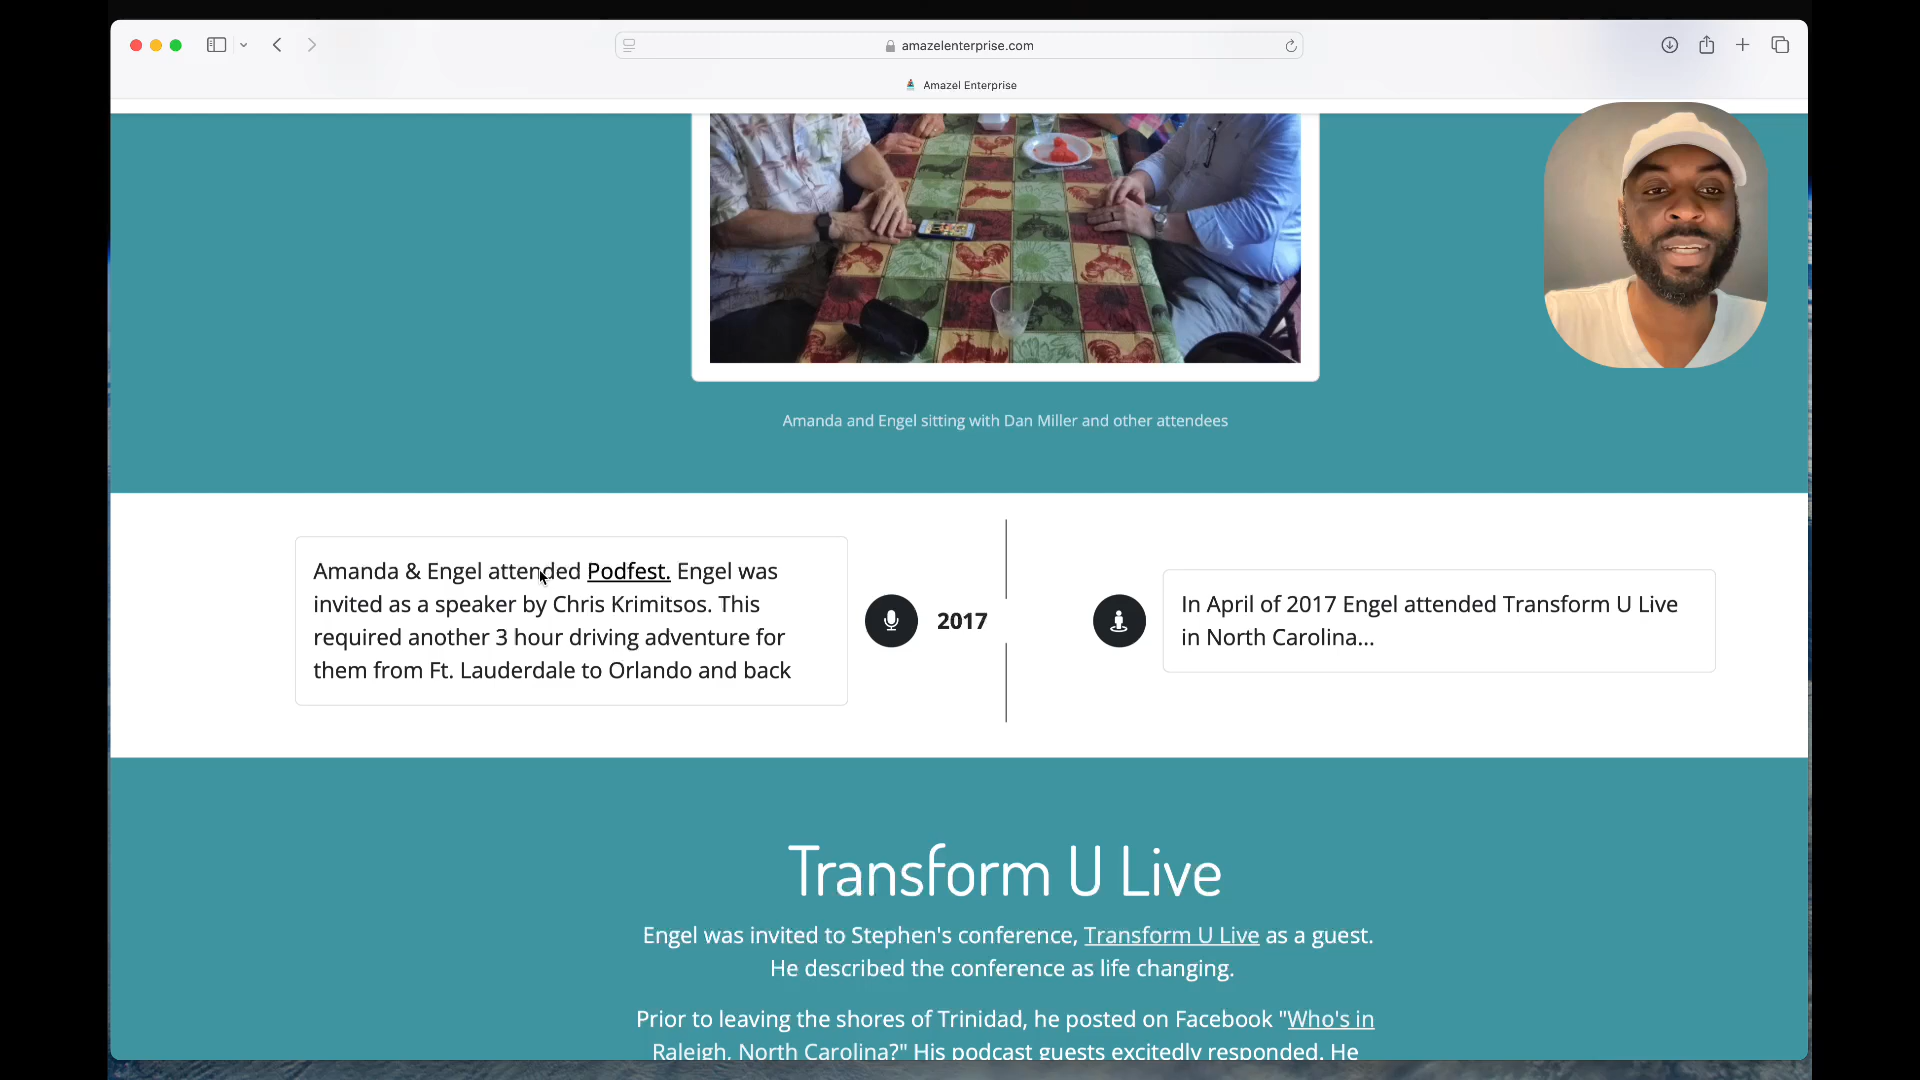 amazelenterprise.com
Amazel Enterprise
Amanda and Engel sitting with Dan Miller and other attendees
Amanda & Engel attended Podfest. Engel was
invited as a speaker by Chris Krimitsos. This
required another 3 hour driving adventure for
them from Ft. Lauderdale to Orlando and back
2017
In April of 2017 Engel attended Transform U Live
in North Carolina...
Transform U Live
Engel was invited to Stephen's conference, Transform U Live as a guest.
He described the conference as life changing.
Prior to leaving the shores of Trinidad, he posted on Facebook "Who's in
Raleigh, North Carolina?" His podcast guests excitedly responded. He